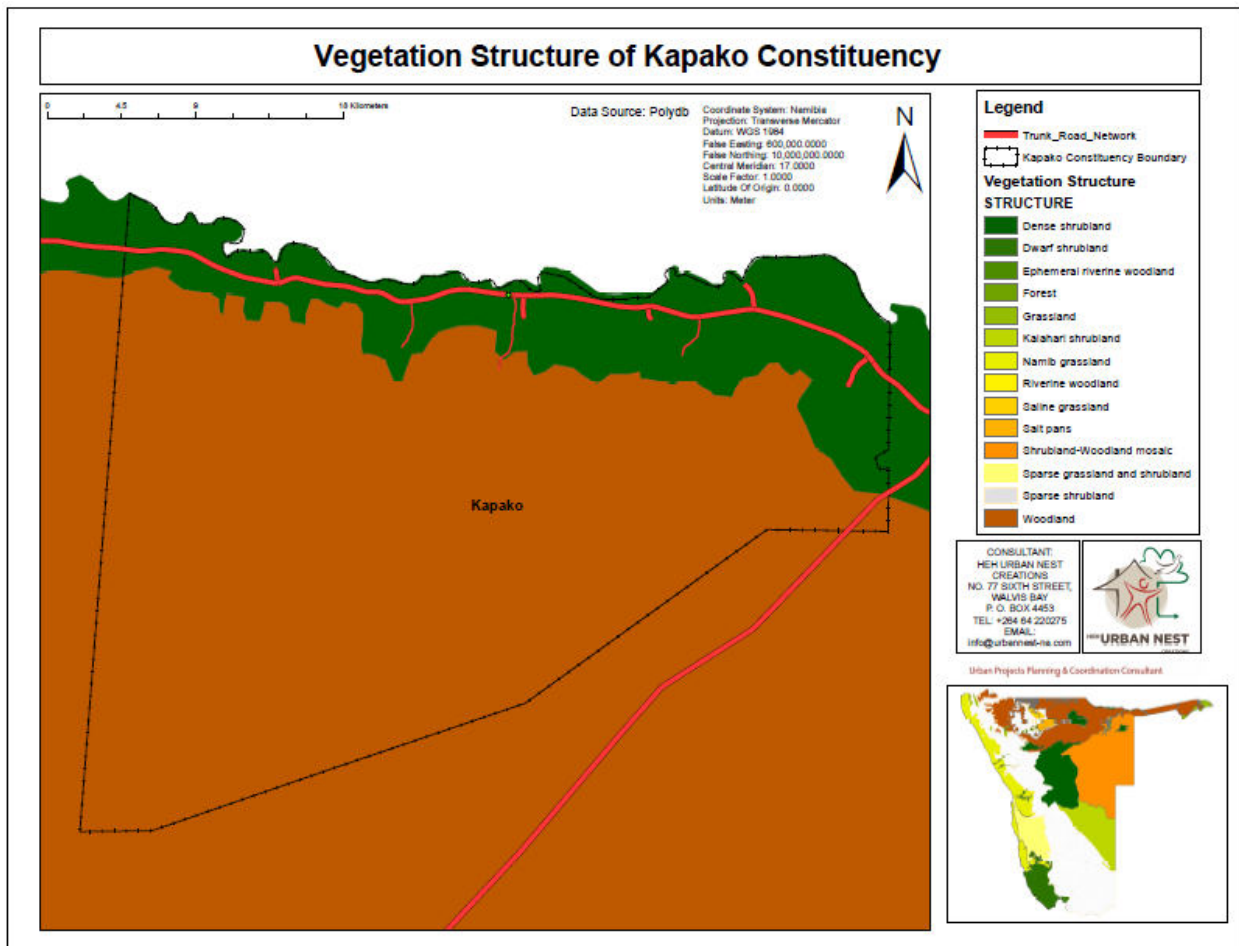 Vegetation Structure of Kapako Constituency
0 4.5 9 18 Kilometers
Data Source: Polydb
Coordinate System: Namibia
Projection: Transverse Mercator
Datum: WGS 1984
False Easting: 600,000.0000
False Northing: 10,000,000.0000
Central Meridian: 17.0000
Scale Factor: 1.0000
Latitude Of Origin: 0.0000
Units: Meter
N
Kapako
Legend
Trunk_Road_Network
Kapako Constituency Boundary
Vegetation Structure
STRUCTURE
Dense shrubland
Dwarf shrubland
Ephemeral riverine woodland
Forest
Grassland
Kalahari shrubland
Namib grassland
Riverine woodland
Saline grassland
Salt pans
Shrubland-Woodland mosaic
Sparse grassland and shrubland
Sparse shrubland
Woodland
CONSULTANT:
HEH URBAN NEST
CREATIONS
NO. 77 SIXTH STREET,
WALVIS BAY
P. O. BOX 4453
TEL: +264 64 220275
EMAIL:
info@urbannest-na.com
HEH URBAN NEST
CREATIONS
Urban Projects Planning & Coordination Consultant